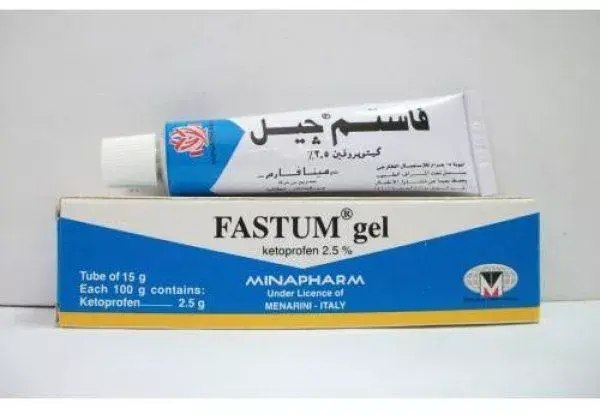 فاستم® چيل
كيتوبروفين ٢.٥٪
مينا فارم
FASTUM® gel
ketoprofen 2.5 %
Tube of 15 g
Each 100 g contains:
Ketoprofen 2.5 g
MINAPHARM
Under Licence of
MENARINI - ITALY